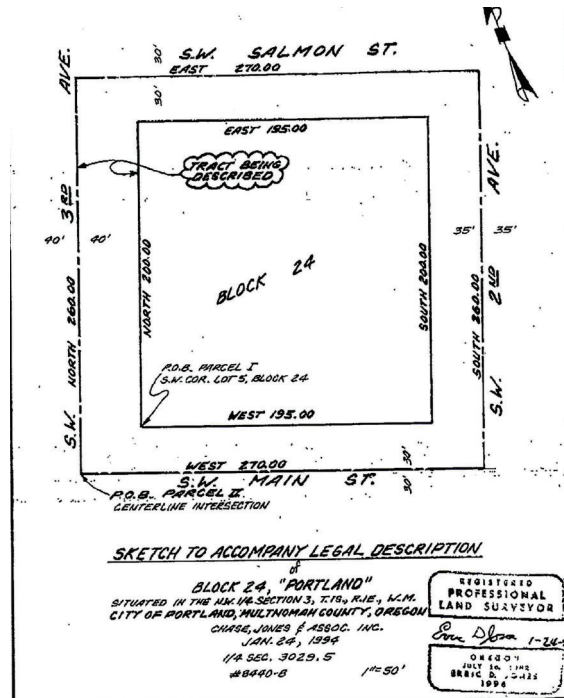 S.W. SALMON ST.
30'
EAST 270.00
30'
AVE.
EAST 195.00
TRACT BEING
DESCRIBED
AVE.
3RD
40' 40'
35' 35'
BLOCK 24
NORTH 200.00
SOUTH 200.00
2ND
NORTH 260.00
SOUTH 260.00
P.O.B. PARCEL I
S.W. COR. LOT 5, BLOCK 24
S.W.
S.W.
WEST 195.00
WEST 270.00
30'
S.W. MAIN ST.
30'
P.O.B. PARCEL II
CENTERLINE INTERSECTION
SKETCH TO ACCOMPANY LEGAL DESCRIPTION
of
BLOCK 24, "PORTLAND"
SITUATED IN THE N.W. 1/4 SECTION 3, T.1S., R.1E., W.M.
CITY OF PORTLAND, MULTNOMAH COUNTY, OREGON
CHASE, JONES & ASSOC. INC.
JAN. 24, 1994
1/4 SEC. 3029.5
#8440-B
1"=50'
REGISTERED
PROFESSIONAL
LAND SURVEYOR
1-24-
OREGON
JULY